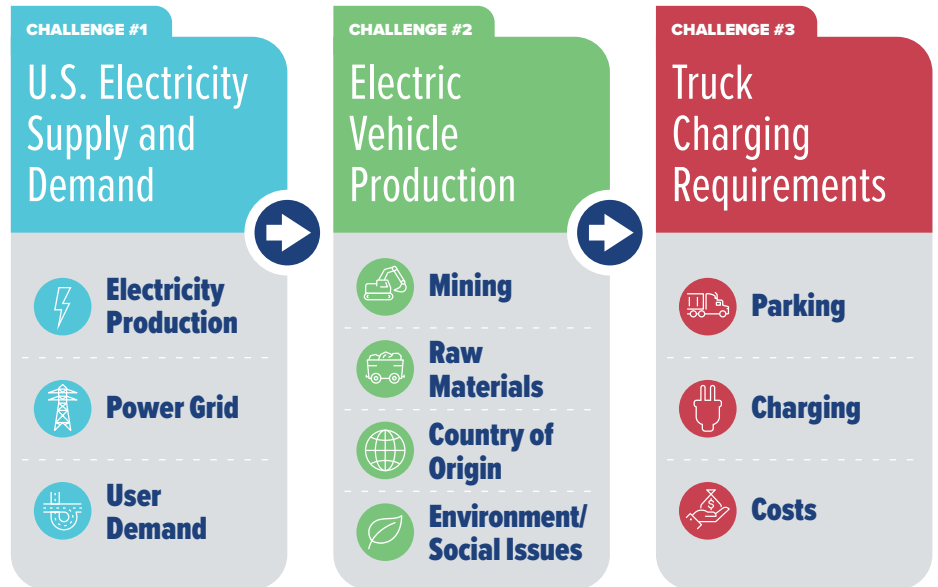 CHALLENGE #1
U.S. Electricity
Supply and
Demand
Electricity
Production
Power Grid
User
Demand
CHALLENGE #2
Electric
Vehicle
Production
Mining
Raw
Materials
Country of
Origin
Environment/
Social Issues
CHALLENGE #3
Truck
Charging
Requirements
Parking
Charging
Costs